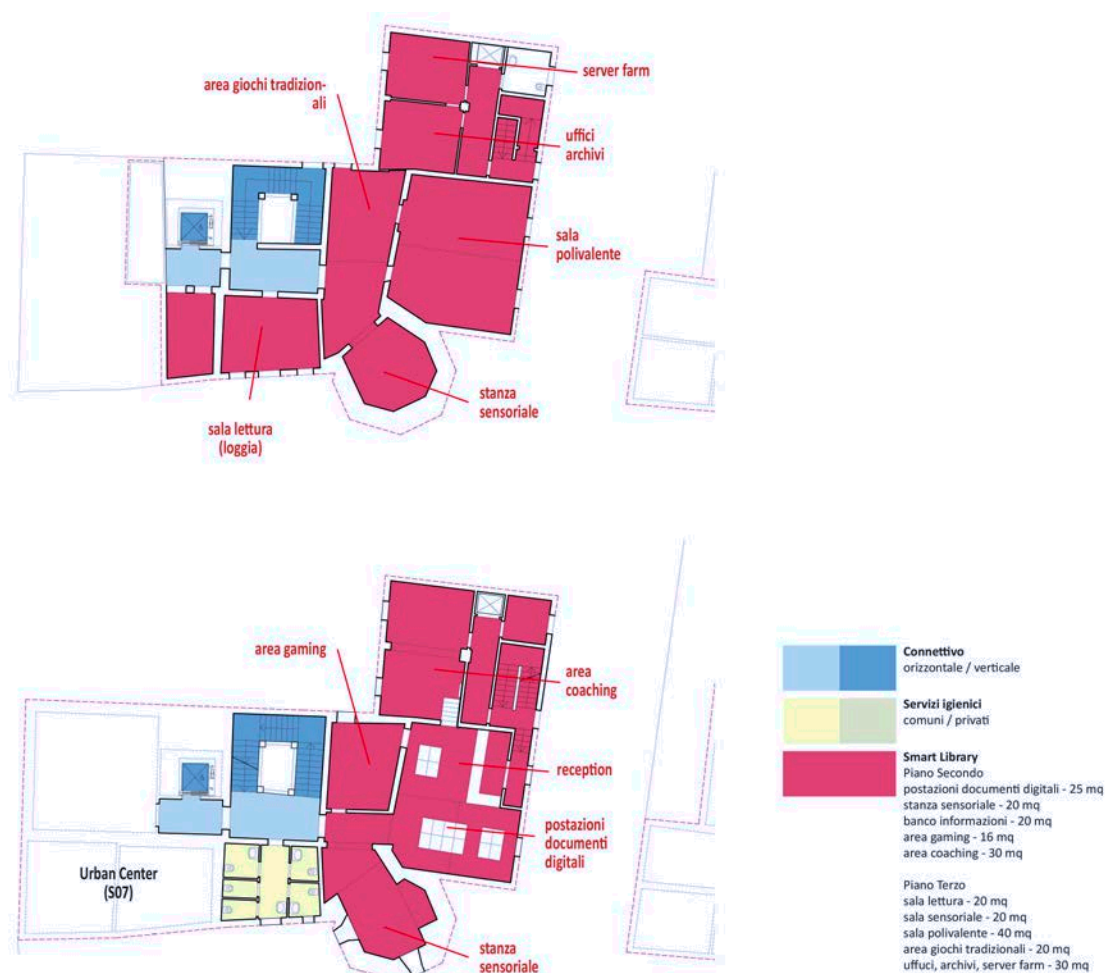 server farm
area giochi tradizion-
ali
uffici
archivi
sala
polivalente
stanza
sensoriale
sala lettura
(loggia)
area gaming
area
coaching
reception
postazioni
documenti
digitali
Urban Center
(S07)
stanza
sensoriale
Connettivo
orizzontale / verticale
Servizi igienici
comuni / privati
Smart Library
Piano Secondo
postazioni documenti digitali - 25 mq
stanza sensoriale - 20 mq
banco informazioni - 20 mq
area gaming - 16 mq
area coaching - 30 mq
Piano Terzo
sala lettura - 20 mq
sala sensoriale - 20 mq
sala polivalente - 40 mq
area giochi tradizionali - 20 mq
uffuci, archivi, server farm - 30 mq